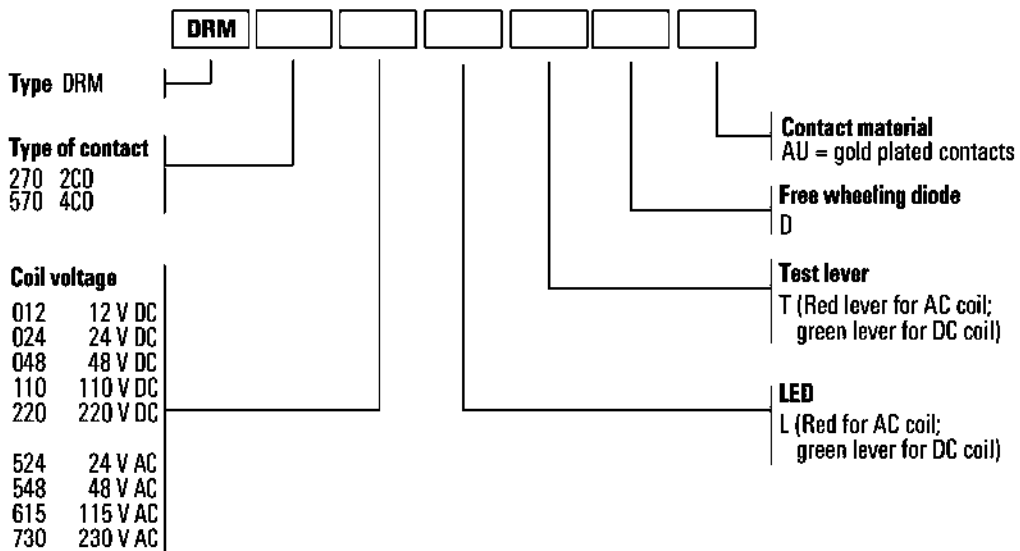 DRM
Type DRM
Type of contact
270 2CO
570 4CO
Coil voltage
012 12 V DC
024 24 V DC
048 48 V DC
110 110 V DC
220 220 V DC
524 24 V AC
548 48 V AC
615 115 V AC
730 230 V AC
Contact material
AU = gold plated contacts
Free wheeling diode
D
Test lever
T (Red lever for AC coil;
green lever for DC coil)
LED
L (Red for AC coil;
green lever for DC coil)